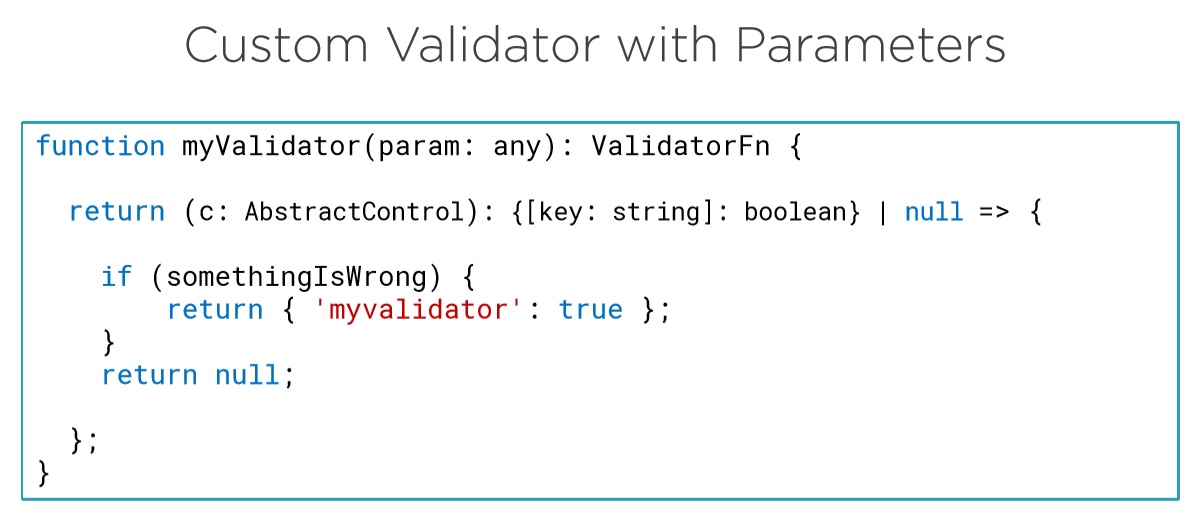 Custom Validator with Parameters
function myValidator(param: any): ValidatorFn {
return (c: AbstractControl): {[key: string]: boolean} | null => {
if (somethingIsWrong) {
return { 'myvalidator': true };
}
return null;
};
}